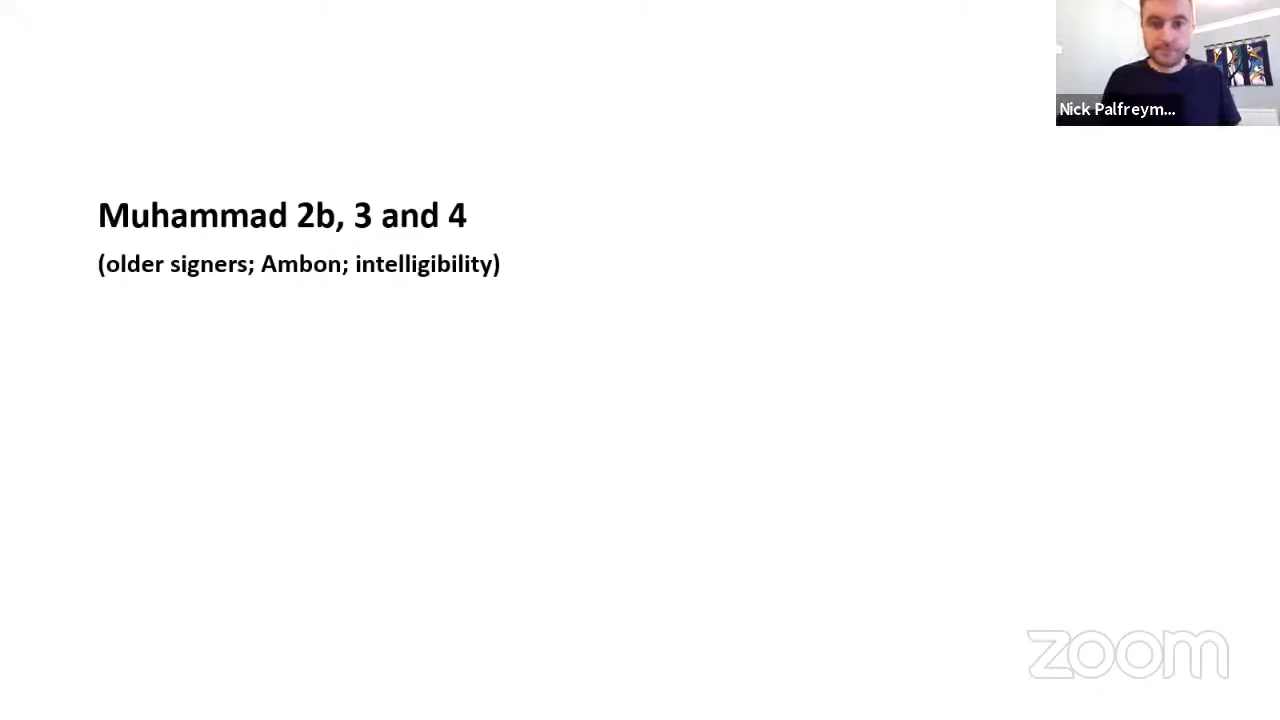 Nick Palfreym...
Muhammad 2b, 3 and 4
(older signers; Ambon; intelligibility)
zoom